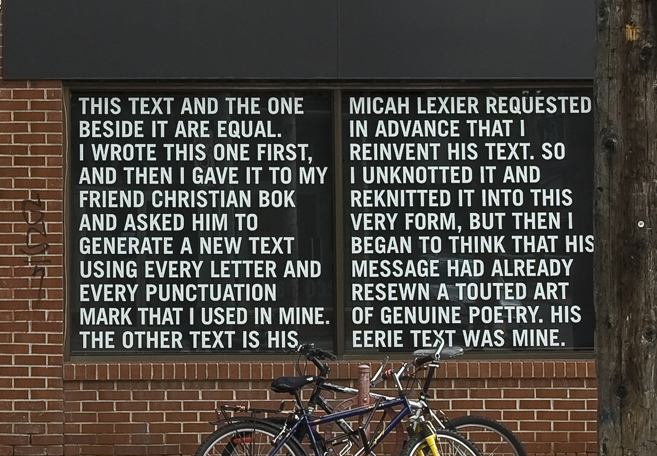 THIS TEXT AND THE ONE
BESIDE IT ARE EQUAL.
I WROTE THIS ONE FIRST,
AND THEN I GAVE IT TO MY
FRIEND CHRISTIAN BOK
AND ASKED HIM TO
GENERATE A NEW TEXT
USING EVERY LETTER AND
EVERY PUNCTUATION
MARK THAT I USED IN MINE.
THE OTHER TEXT IS HIS
MICAH LEXIER REQUESTED
IN ADVANCE THAT I
REINVENT HIS TEXT. SO
I UNKNOTTED IT AND
REKNITTED IT INTO THIS
VERY FORM, BUT THEN I
BEGAN TO THINK THAT HIS
MESSAGE HAD ALREADY
RESEWN A TOUTED ART
OF GENUINE POETRY. HIS
EERIE TEXT WAS MINE.